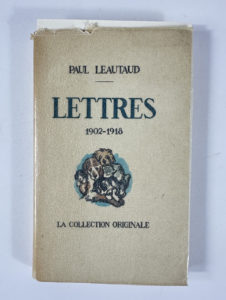 PAUL LEAUTAUD
LETTRES
1902-1918
LA COLLECTION ORIGINALE